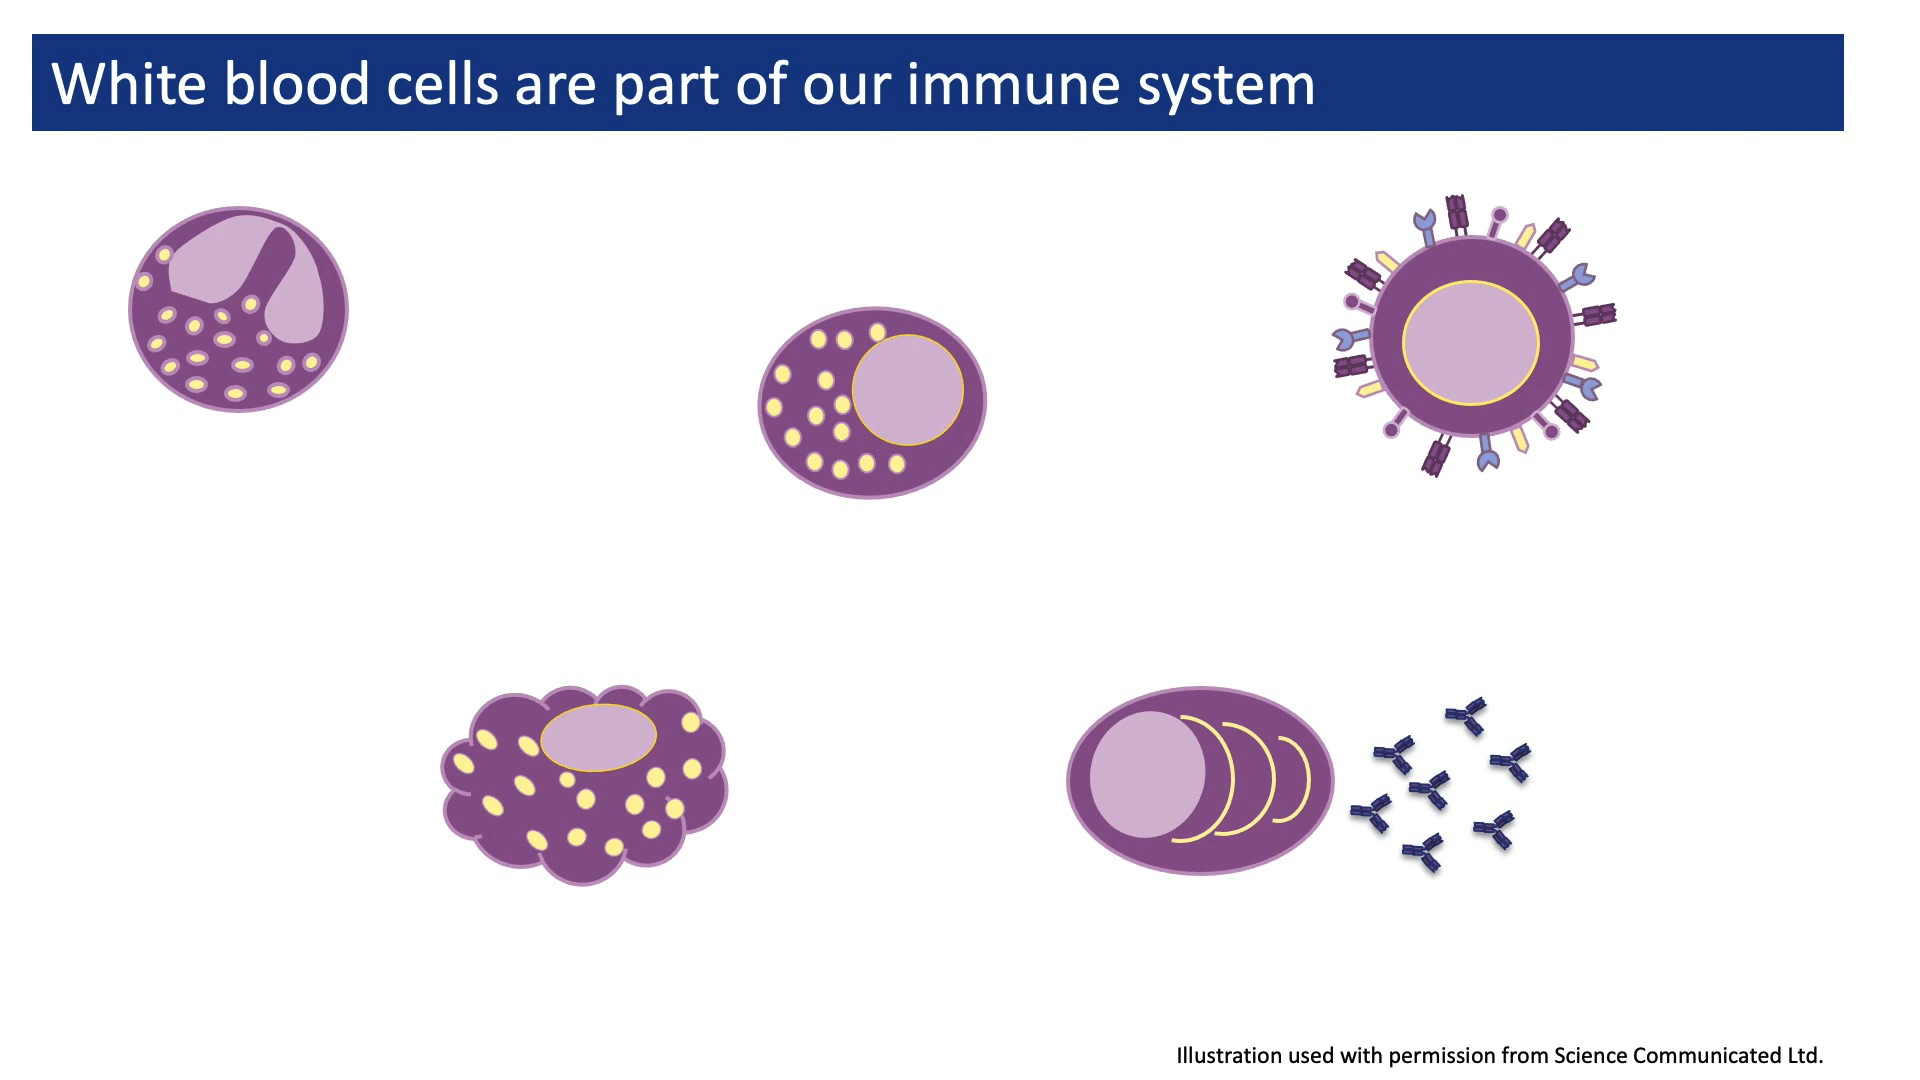 White blood cells are part of our immune system
Illustration used with permission from Science Communicated Ltd.